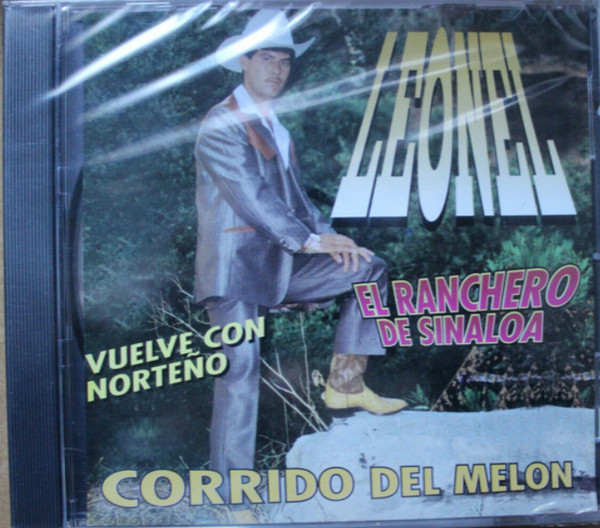 LEONEL
EL RANCHERO
DE SINALOA
VUELVE CON
NORTEÑO
CORRIDO DEL MELON